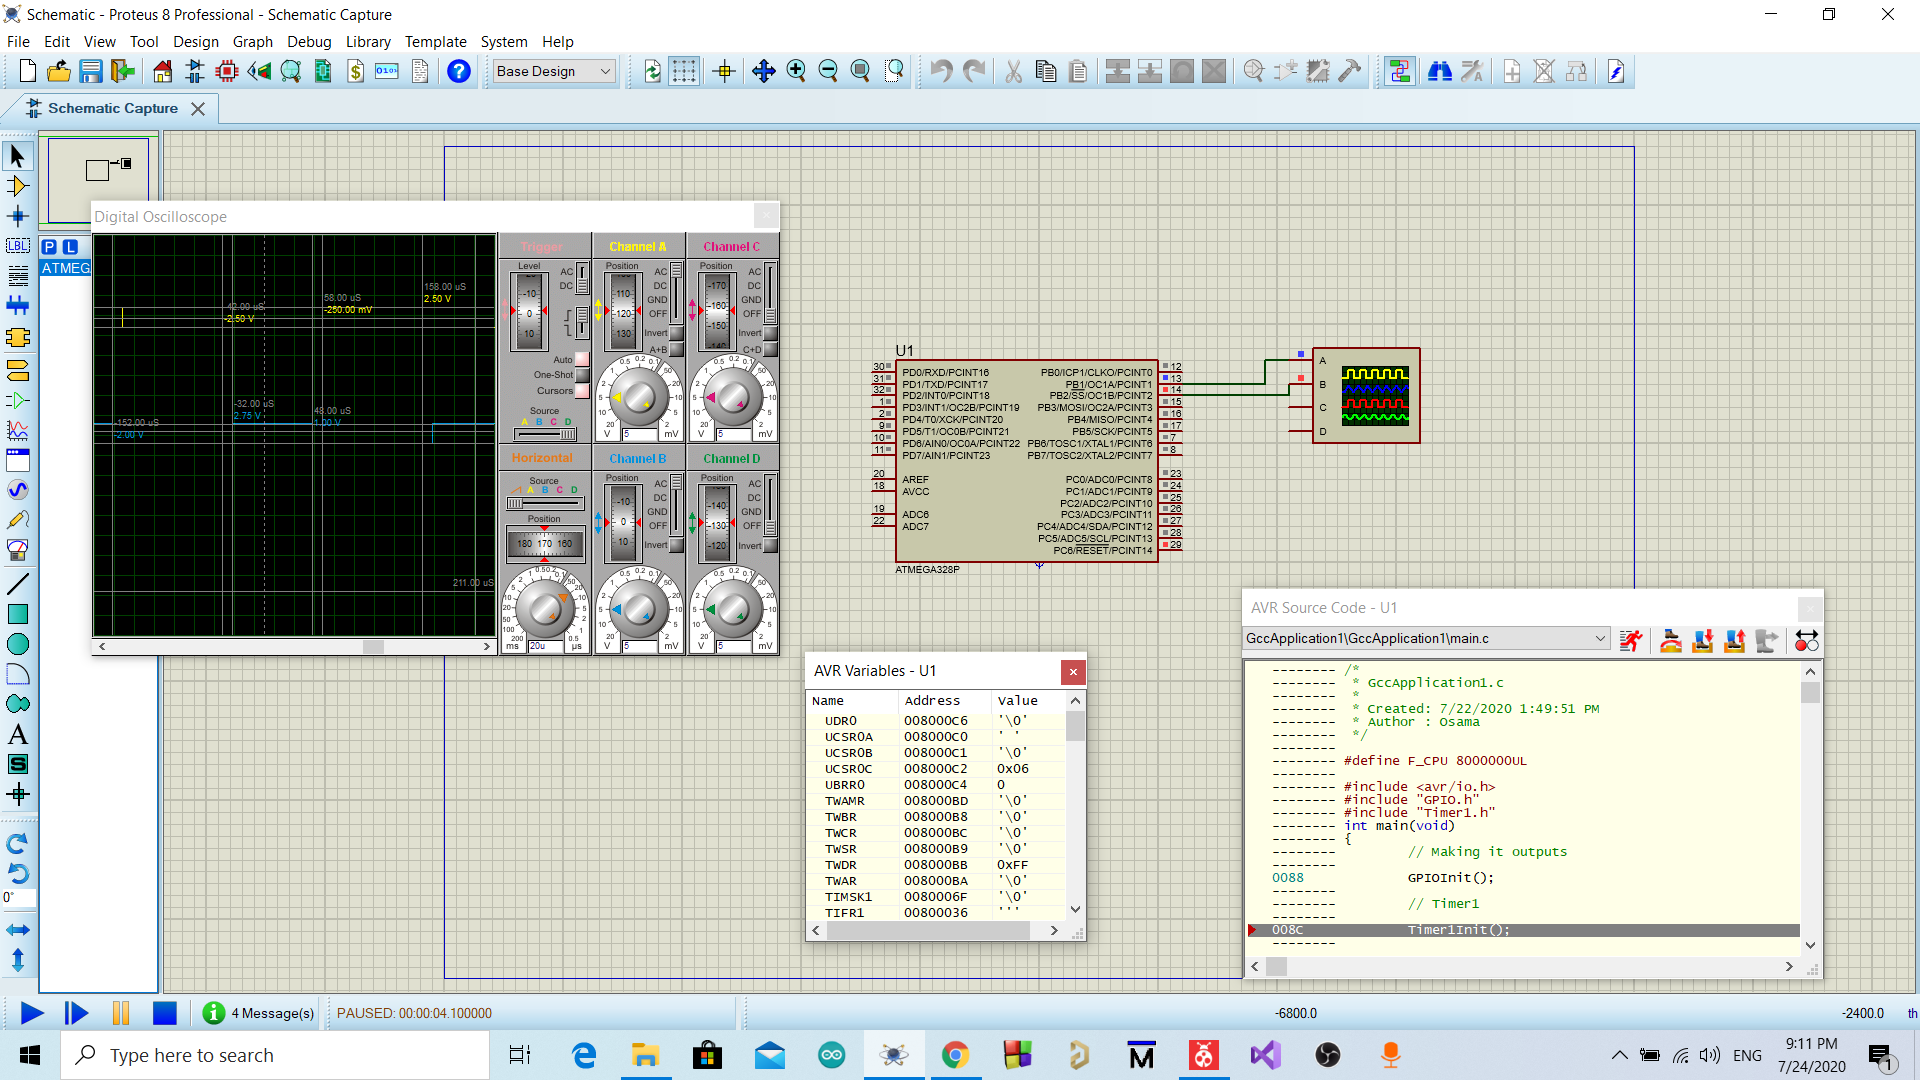 Schematic - Proteus 8 Professional - Schematic Capture
File Edit View Tool Design Graph Debug Library Template System Help
Base Design
Schematic Capture
P L
ATMEGA
Digital Oscilloscope
-42.00 uS
-2.50 V
58.00 uS
-250.00 mV
158.00 uS
2.50 V
-152.00 uS
-2.00 V
-32.00 uS
2.75 V
48.00 uS
1.00 V
211.00 uS
Trigger
Level
AC
DC
Auto
One-Shot
Cursors
Source
A B C D
Channel A
Position
AC
DC
GND
OFF
Invert
A+B
V 5 mV
Channel C
Position
AC
DC
GND
OFF
Invert
C+D
V 5 mV
Horizontal
Source
A B C D
Position
180 170 160
ms 20u µs
Channel B
Position
AC
DC
GND
OFF
Invert
V 5 mV
Channel D
Position
AC
DC
GND
OFF
Invert
V 5 mV
U1
30 PD0/RXD/PCINT16 PB0/ICP1/CLKO/PCINT0 12
31 PD1/TXD/PCINT17 PB1/OC1A/PCINT1 13
32 PD2/INT0/PCINT18 PB2/SS/OC1B/PCINT2 14
1 PD3/INT1/OC2B/PCINT19 PB3/MOSI/OC2A/PCINT3 15
2 PD4/T0/XCK/PCINT20 PB4/MISO/PCINT4 16
9 PD5/T1/OC0B/PCINT21 PB5/SCK/PCINT5 17
10 PD6/AIN0/OC0A/PCINT22 PB6/TOSC1/XTAL1/PCINT6 7
11 PD7/AIN1/PCINT23 PB7/TOSC2/XTAL2/PCINT7 8
20 AREF PC0/ADC0/PCINT8 23
18 AVCC PC1/ADC1/PCINT9 24
PC2/ADC2/PCINT10 25
19 ADC6 PC3/ADC3/PCINT11 26
22 ADC7 PC4/ADC4/SDA/PCINT12 27
PC5/ADC5/SCL/PCINT13 28
PC6/RESET/PCINT14 29
ATMEGA328P
A
B
C
D
AVR Variables - U1
Name Address Value
UDR0 008000C6 '\0'
UCSR0A 008000C0 ' '
UCSR0B 008000C1 '\0'
UCSR0C 008000C2 0x06
UBRR0 008000C4 0
TWAMR 008000BD '\0'
TWBR 008000B8 '\0'
TWCR 008000BC '\0'
TWSR 008000B9 '\0'
TWDR 008000BB 0xFF
TWAR 008000BA '\0'
TIMSK1 0080006F '\0'
TIFR1 00800036 '''
AVR Source Code - U1
GccApplication1\GccApplication1\main.c
-------- /*
-------- * GccApplication1.c
-------- *
-------- * Created: 7/22/2020 1:49:51 PM
-------- * Author : Osama
-------- */
--------
-------- #define F_CPU 8000000UL
--------
-------- #include <avr/io.h>
-------- #include "GPIO.h"
-------- #include "Timer1.h"
-------- int main(void)
-------- {
-------- // Making it outputs
--------
0088 GPIOInit();
--------
-------- // Timer1
--------
008C Timer1Init();
--------
0°
4 Message(s) PAUSED: 00:00:04.100000 -6800.0 -2400.0 th
Type here to search
ENG
9:11 PM
7/24/2020
1